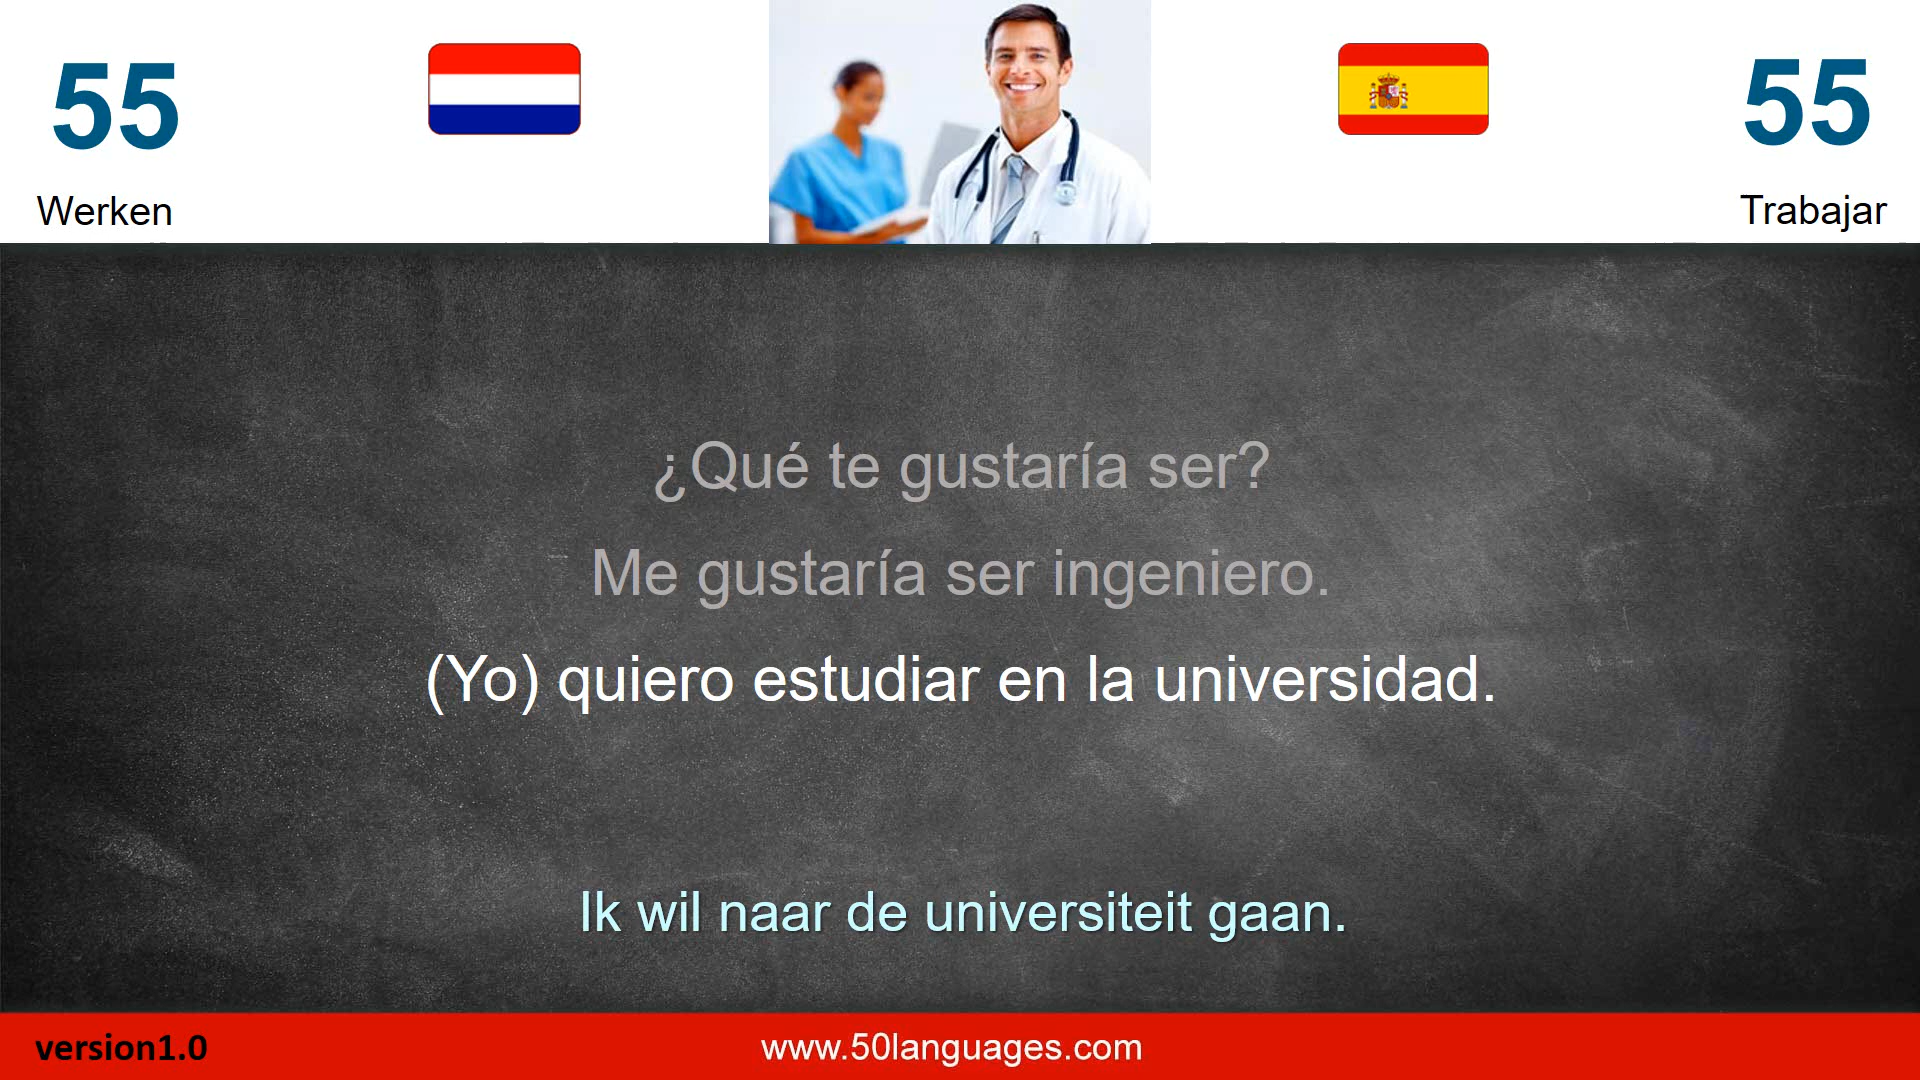 55
55
Werken
Trabajar
¿Qué te gustaría ser?
Me gustaría ser ingeniero.
(Yo) quiero estudiar en la universidad.
Ik wil naar de universiteit gaan.
version1.0
www.50languages.com